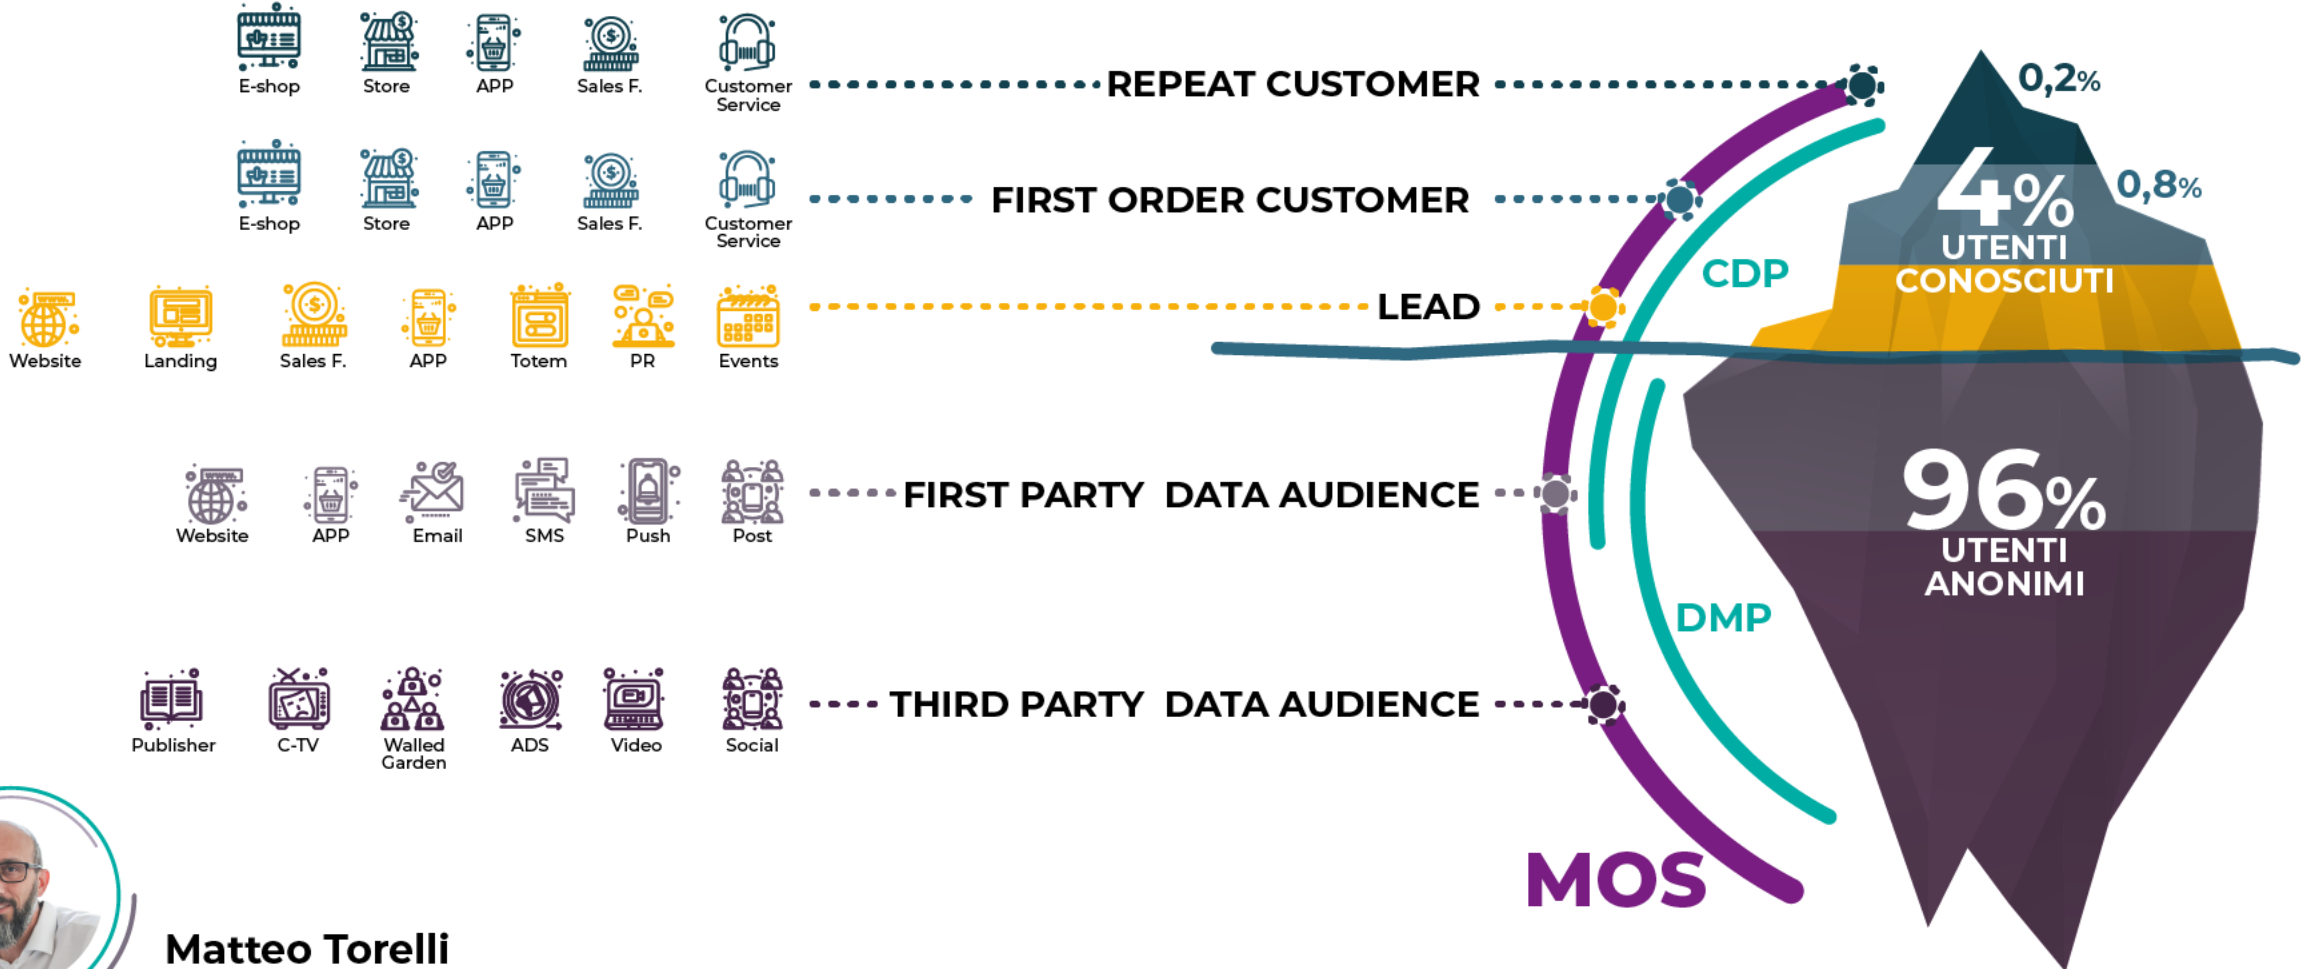 E-shop
Store
APP
Sales F.
Customer
Service
REPEAT CUSTOMER
0,2%
E-shop
Store
APP
Sales F.
Customer
Service
FIRST ORDER CUSTOMER
0,8%
4%
UTENTI
CONOSCIUTI
CDP
Website
Landing
Sales F.
APP
Totem
PR
Events
LEAD
Website
APP
Email
SMS
Push
Post
FIRST PARTY DATA AUDIENCE
96%
UTENTI
ANONIMI
DMP
Publisher
C-TV
Walled
Garden
ADS
Video
Social
THIRD PARTY DATA AUDIENCE
MOS
Matteo Torelli